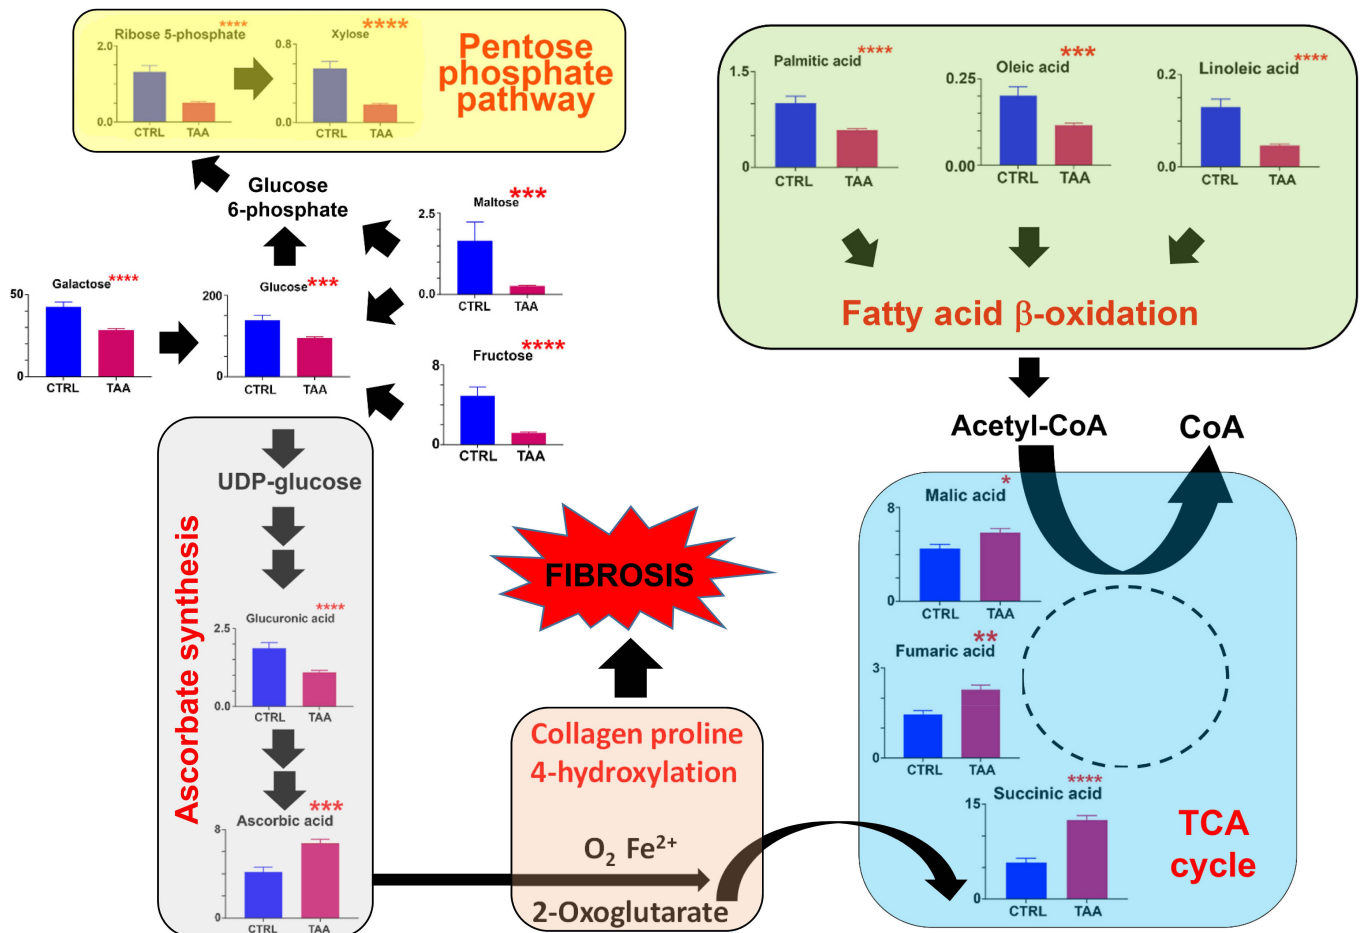 Ribose 5-phosphate ****
2.0
0.0
CTRL TAA
Xylose ****
0.8
0.0
CTRL TAA
Pentose
phosphate
pathway
Glucose
6-phosphate
Maltose ***
2.5
0.0
CTRL TAA
Galactose ****
50
0
CTRL TAA
Glucose ***
200
0
CTRL TAA
Fructose ****
8
0
CTRL TAA
Palmitic acid ****
1.5
0
CTRL TAA
Oleic acid ***
0.25
0.00
CTRL TAA
Linoleic acid ****
0.2
0.0
CTRL TAA
Fatty acid β-oxidation
Acetyl-CoA
CoA
Ascorbate synthesis
UDP-glucose
Glucuronic acid ****
2.5
0.0
CTRL TAA
Ascorbic acid ***
8
0
CTRL TAA
FIBROSIS
Collagen proline
4-hydroxylation
O₂ Fe²⁺
2-Oxoglutarate
Malic acid *
8
0
CTRL TAA
Fumaric acid **
3
0
CTRL TAA
Succinic acid ****
15
0
CTRL TAA
TCA
cycle